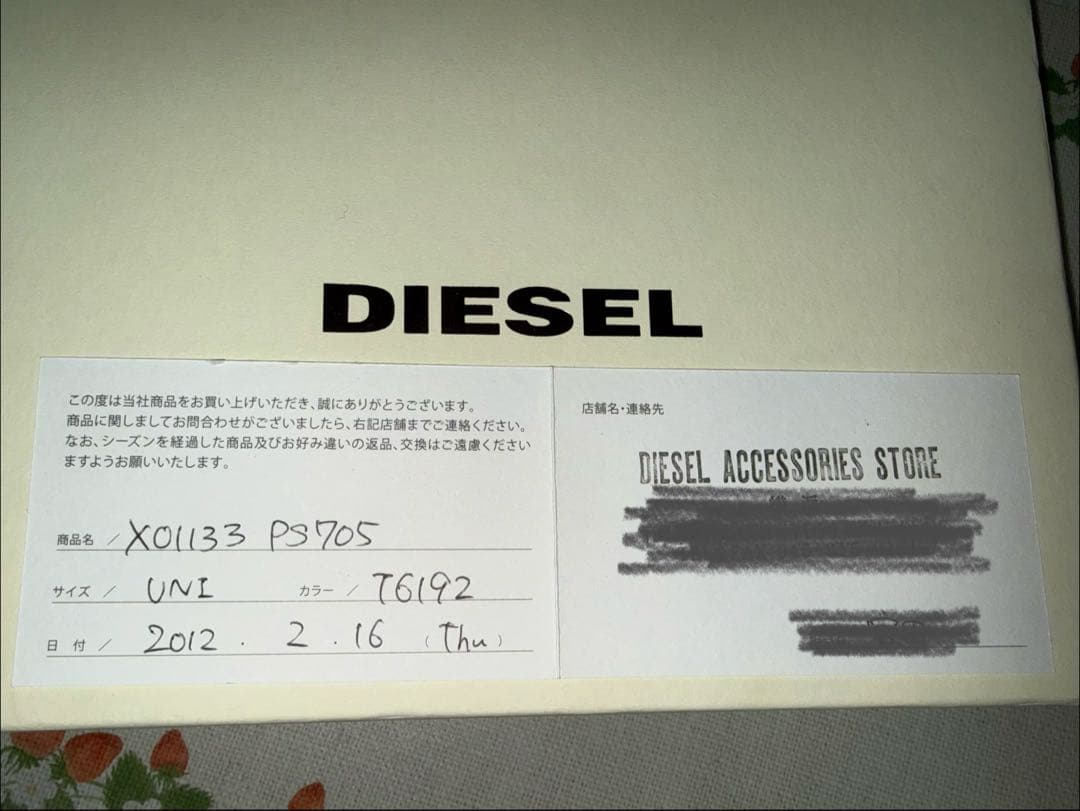 DIESEL
この度は当社商品をお買い上げいただき、誠にありがとうございます。
商品に関しましてお問合わせがございましたら、右記店舗までご連絡ください。
なお、シーズンを経過した商品及びお好み違いの返品、交換はご遠慮ください
ますようお願いいたします。
商品名 / X01133 PS705
サイズ / UNI カラー / T6192
日 付 / 2012 . 2 . 16 (Thu)
店舗名・連絡先
DIESEL ACCESSORIES STORE